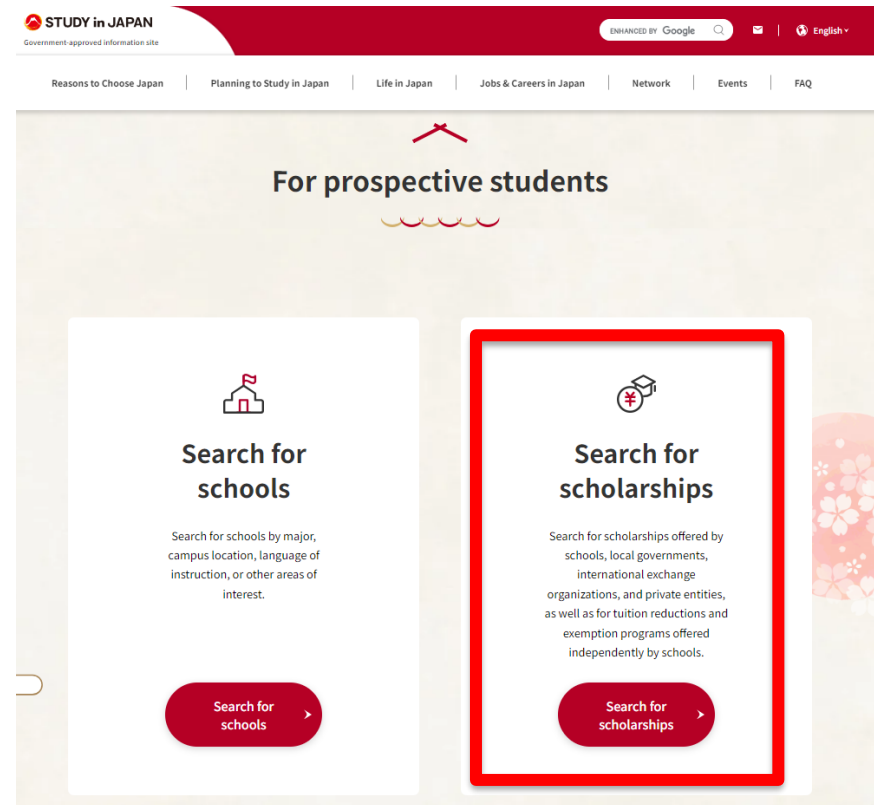 STUDY in JAPAN
Government-approved information site
ENHANCED BY Google
English
Reasons to Choose Japan
Planning to Study in Japan
Life in Japan
Jobs & Careers in Japan
Network
Events
FAQ
For prospective students
Search for
schools
Search for schools by major,
campus location, language of
instruction, or other areas of
interest.
Search for
schools
¥
Search for
scholarships
Search for scholarships offered by
schools, local governments,
international exchange
organizations, and private entities,
as well as for tuition reductions and
exemption programs offered
independently by schools.
Search for
scholarships